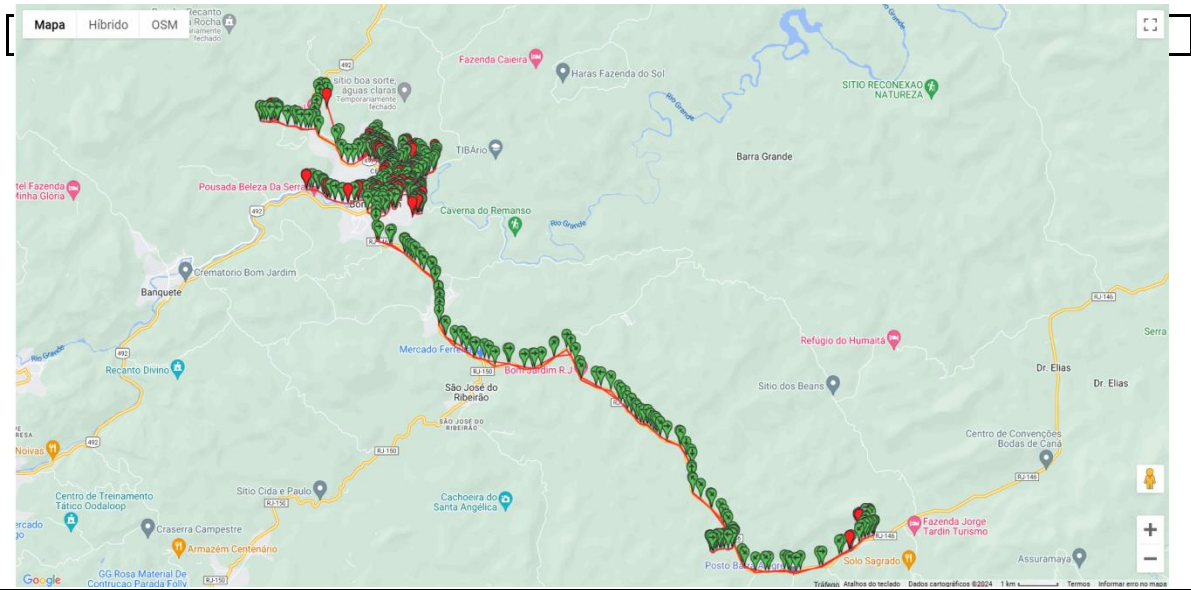 Mapa
Híbrido
OSM
Recanto
Rocha
fechado
492
sítio boa sorte,
águas claras
Temporariamente
fechado
Fazenda Caieira
Haras Fazenda do Sol
Rio Grande
SITIO RECONEXAO
NATUREZA
Rio Grande
TIBÁrio
Barra Grande
tel Fazenda
Minha Gloria
Pousada Beleza Da Serra
492
Caverna do Remanso
Rio Grande
Crematorio Bom Jardim
Banquete
RJ-146
Serra
Mercado Ferre
Refúgio do Humaitá
Rio Grande
492
Recanto Divino
RJ-150
Bom Jardim R.J
Dr. Elias
Dr. Elias
São José do
Ribeirão
Sitio dos Beans
SÃO JOSÉ DO
RIBEIRÃO
Centro de Convenções
Bodas de Caná
492
Noivas
RJ-150
RJ-146
Centro de Treinamento
Tático Oodaloop
Sítio Cida e Paulo
RJ-150
Cachoeira do
Santa Angélica
Craserra Campestre
Fazenda Jorge
Tardin Turismo
RJ-146
Armazém Centenário
Solo Sagrado
Assuramaya
Posto Barra Alegre
GG Rosa Material De
Contrucao Parada Folly
RJ-150
Google
Atalhos do teclado
Dados cartográficos ©2024
1 km
Termos
Informar erro no mapa